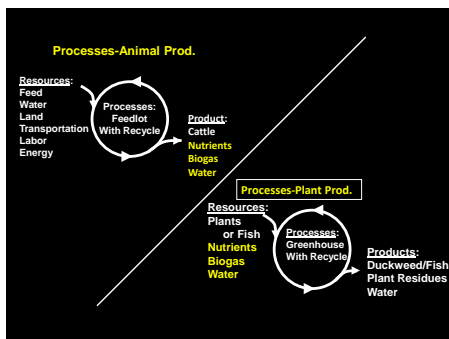 Processes-Animal Prod.
Resources:
Feed
Water
Land
Transportation
Labor
Energy
Processes:
Feedlot
With Recycle
Product:
Cattle
Nutrients
Biogas
Water
Processes-Plant Prod.
Resources:
Plants
or Fish
Nutrients
Biogas
Water
Processes:
Greenhouse
With Recycle
Products:
Duckweed/Fish
Plant Residues
Water